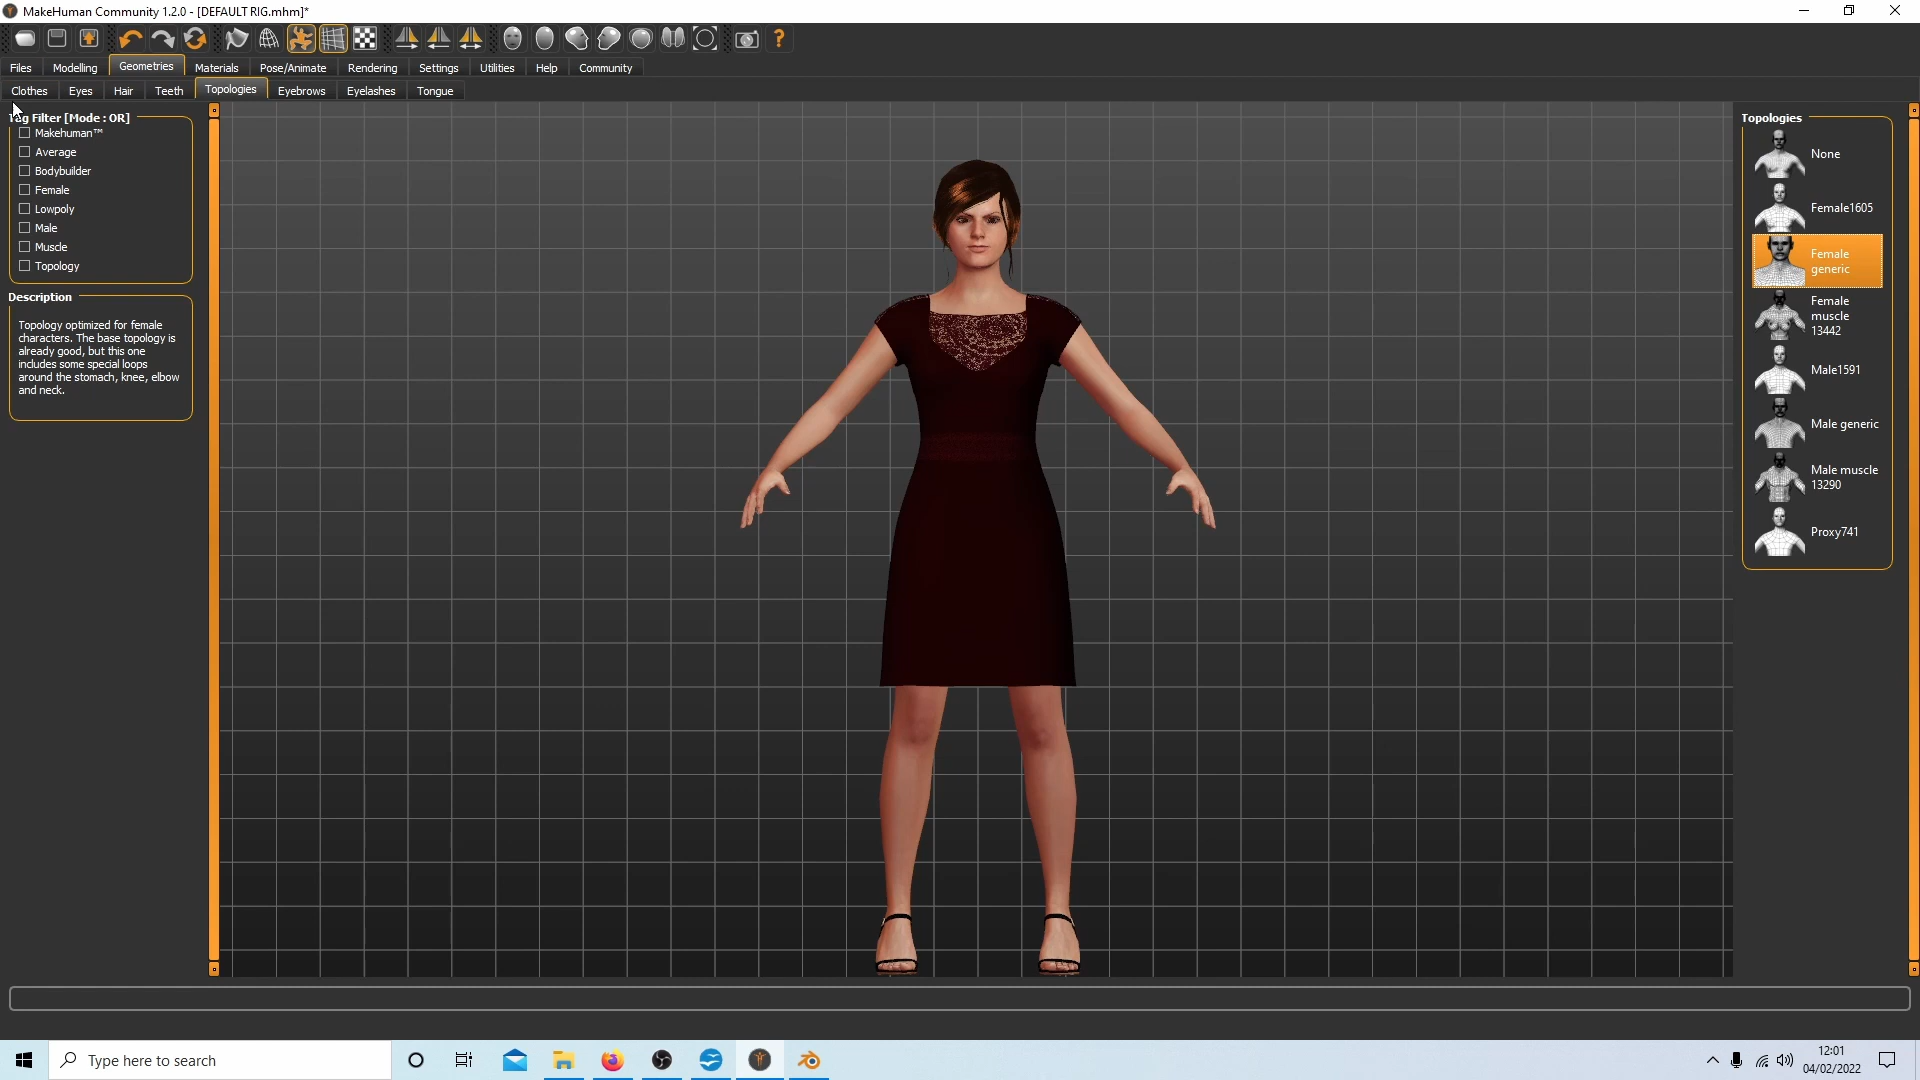 MakeHuman Community 1.2.0 - [DEFAULT RIG.mhm]*
Files Modelling Geometries Materials Pose/Animate Rendering Settings Utilities Help Community
Clothes Eyes Hair Teeth Topologies Eyebrows Eyelashes Tongue
Filter [Mode : OR]
Makehuman™
Average
Bodybuilder
Female
Lowpoly
Male
Muscle
Topology
Description
Topology optimized for female
characters. The base topology is
already good, but this one
includes some special loops
around the stomach, knee, elbow
and neck.
Topologies
None
Female1605
Female
generic
Female
muscle
13442
Male1591
Male generic
Male muscle
13290
Proxy741
Type here to search
12:01
04/02/2022